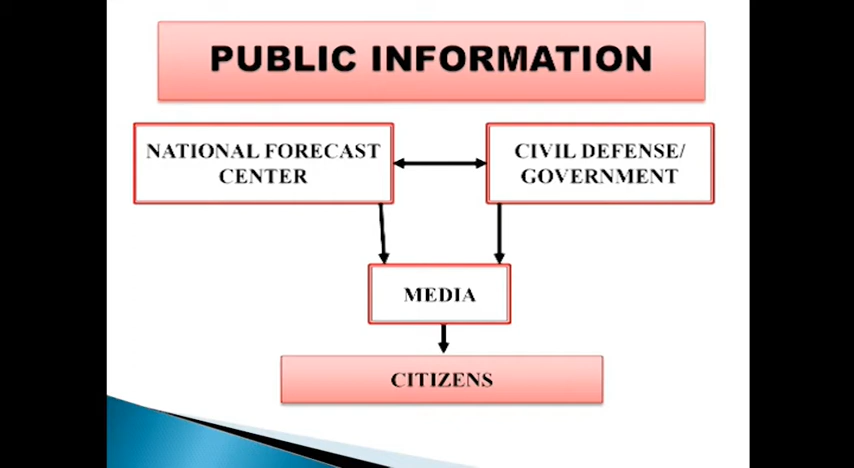 PUBLIC INFORMATION
NATIONAL FORECAST
CENTER
CIVIL DEFENSE/
GOVERNMENT
MEDIA
CITIZENS